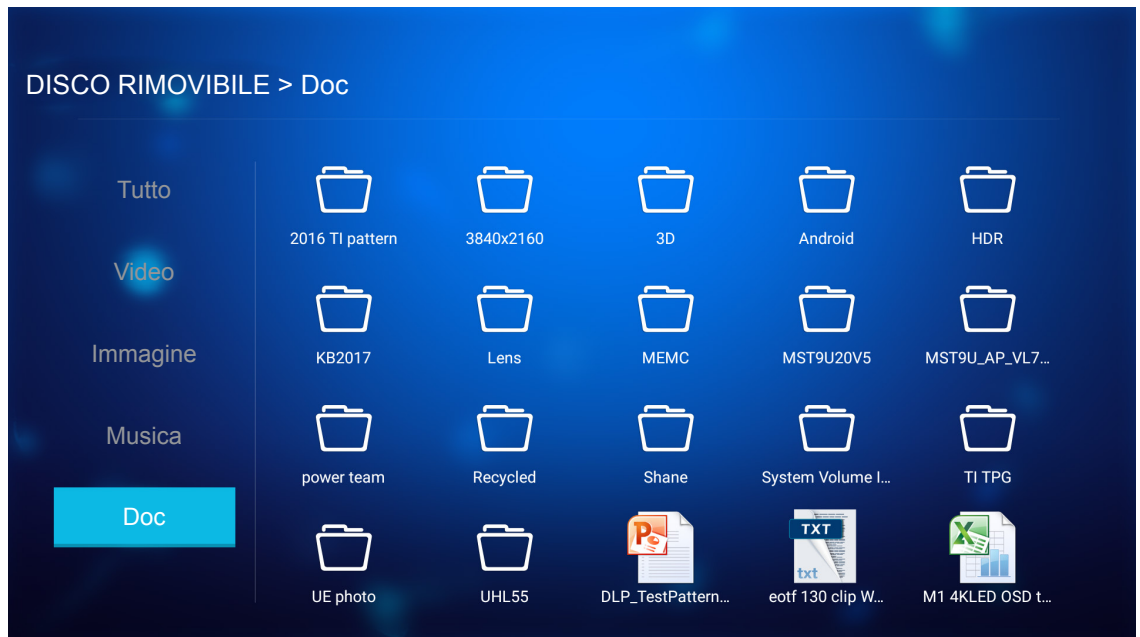 DISCO RIMOVIBILE > Doc
Tutto
Video
Immagine
Musica
Doc
2016 TI pattern
3840x2160
3D
Android
HDR
KB2017
Lens
MEMC
MST9U20V5
MST9U_AP_VL7...
power team
Recycled
Shane
System Volume I...
TI TPG
UE photo
UHL55
P
DLP_TestPattern...
TXT
txt
eotf 130 clip W...
X
M1 4KLED OSD t...